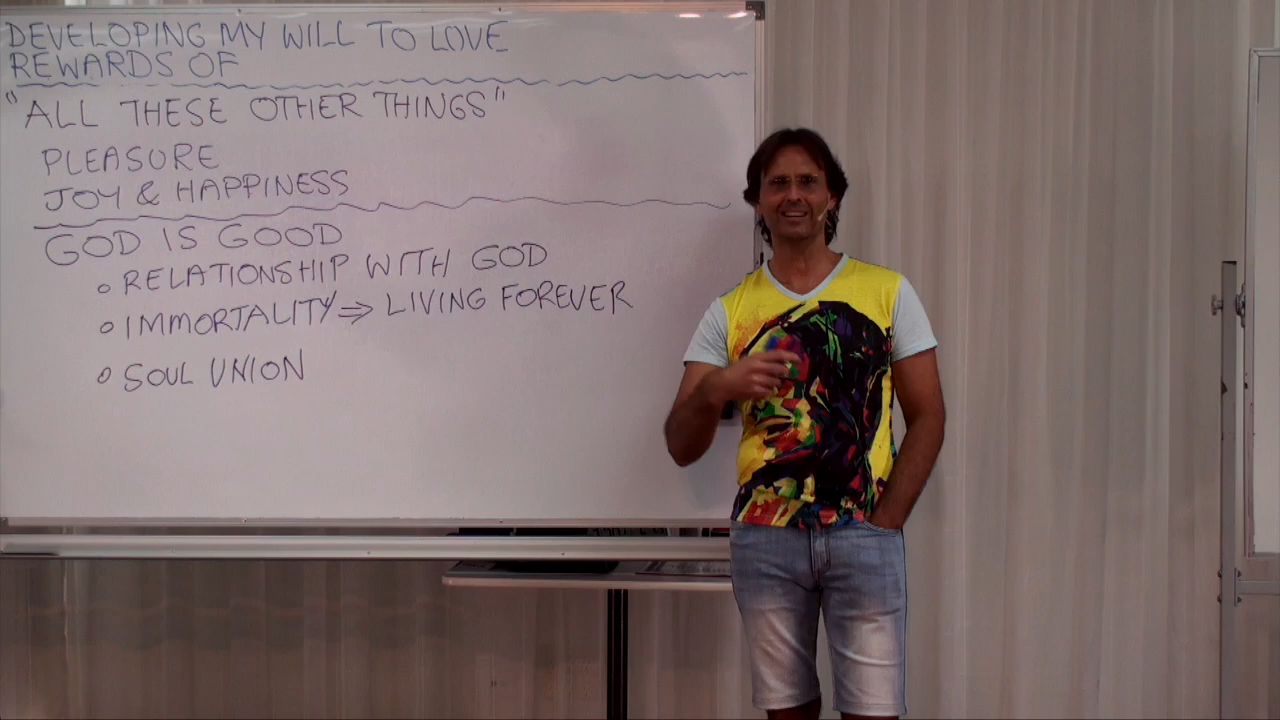 DEVELOPING MY WILL TO LOVE
REWARDS OF
"ALL THESE OTHER THINGS"
PLEASURE
JOY & HAPPINESS
GOD IS GOOD
o RELATIONSHIP WITH GOD
o IMMORTALITY ⇒ LIVING FOREVER
o SOUL UNION